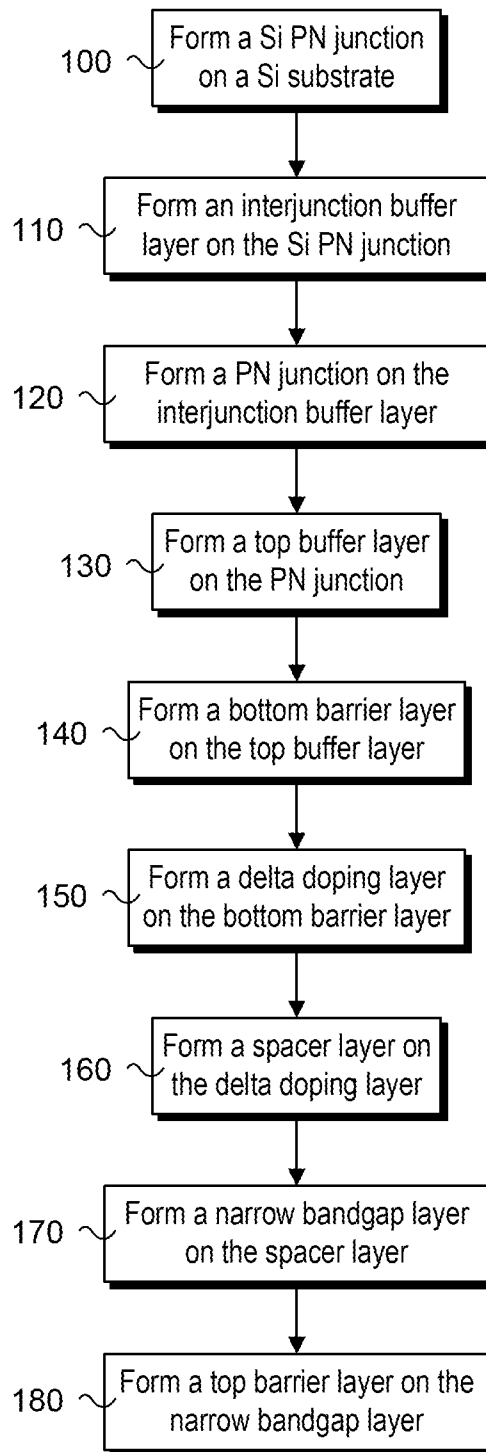 100
Form a Si PN junction
on a Si substrate
110
Form an interjunction buffer
layer on the Si PN junction
120
Form a PN junction on the
interjunction buffer layer
130
Form a top buffer layer
on the PN junction
140
Form a bottom barrier layer
on the top buffer layer
150
Form a delta doping layer
on the bottom barrier layer
160
Form a spacer layer on
the delta doping layer
170
Form a narrow bandgap layer
on the spacer layer
180
Form a top barrier layer on the
narrow bandgap layer